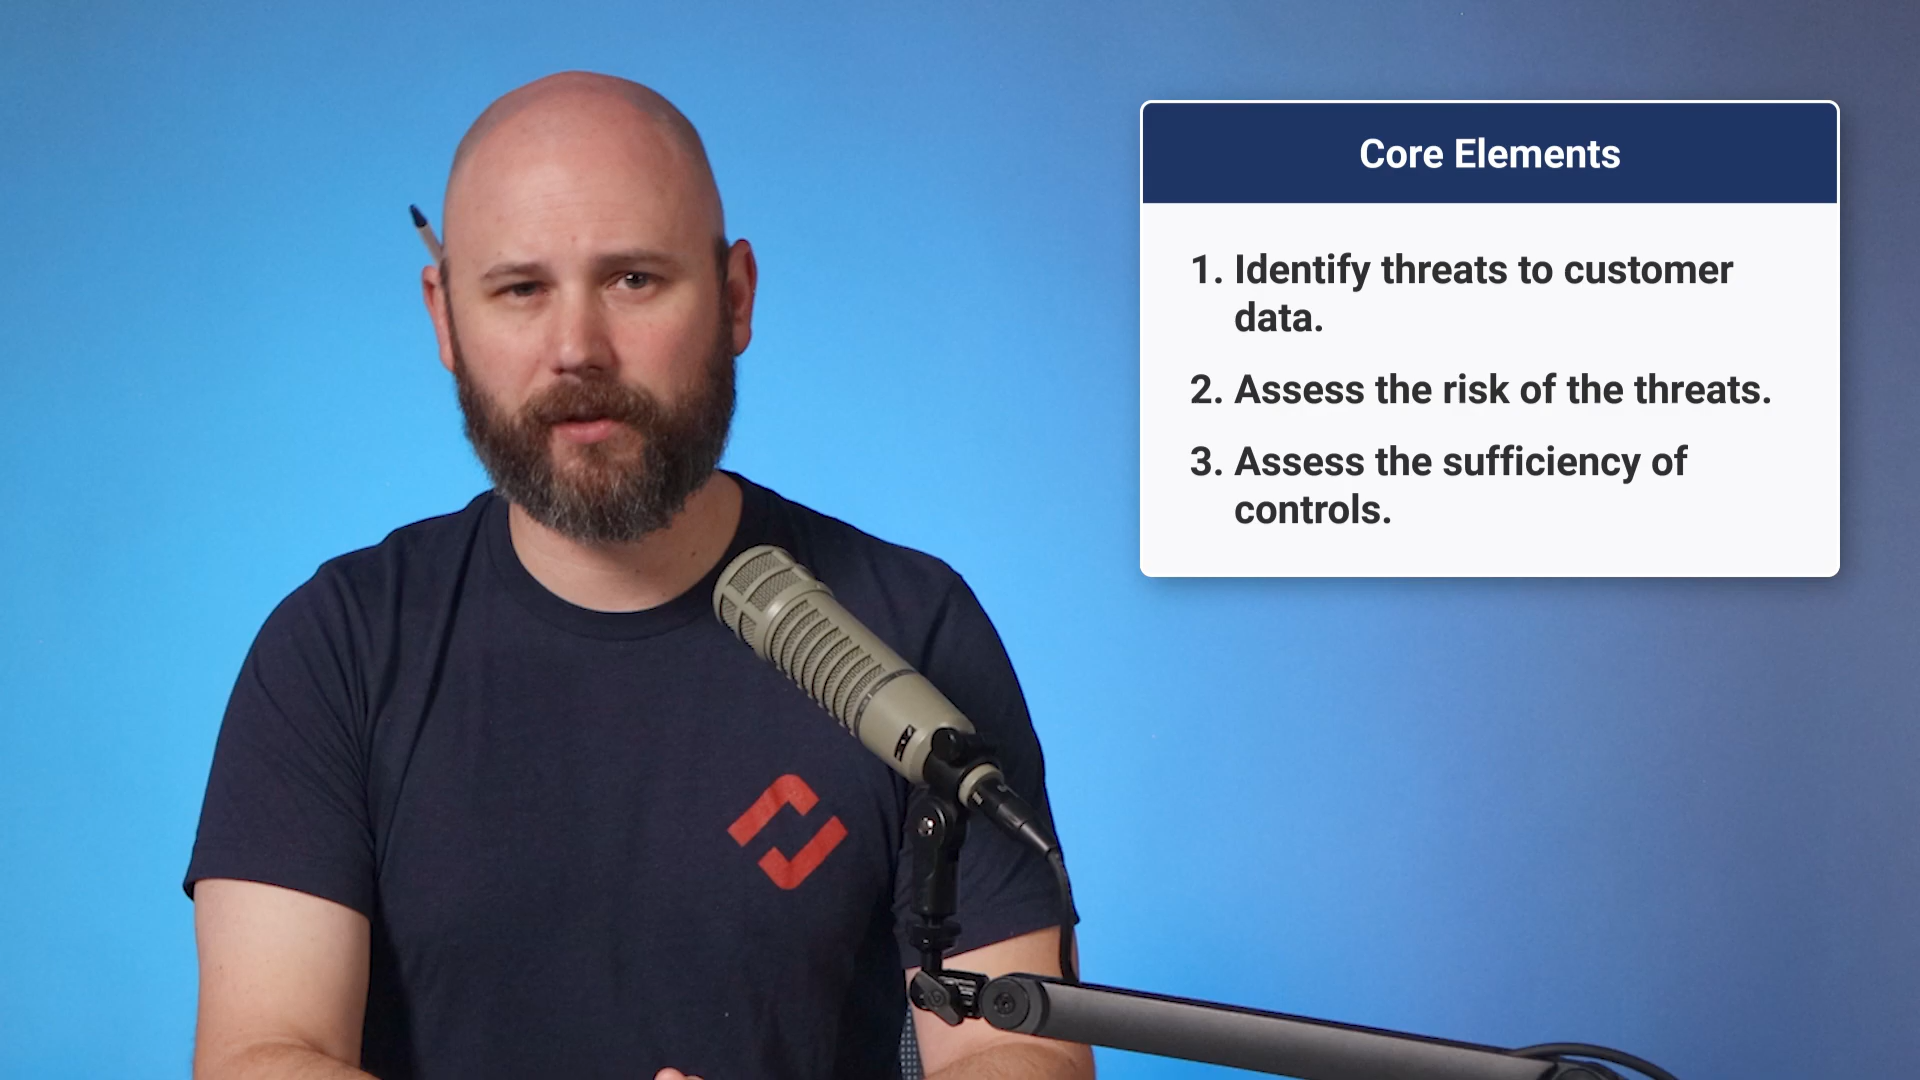 Core Elements
1. Identify threats to customer
data.
2. Assess the risk of the threats.
3. Assess the sufficiency of
controls.